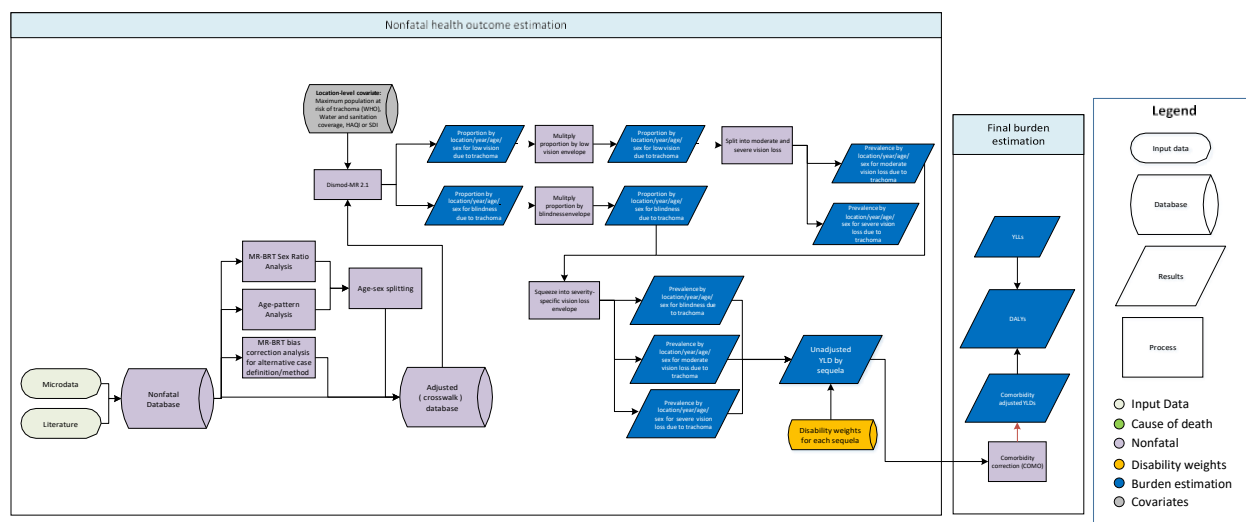 Nonfatal health outcome estimation
Location-level covariate:
Maximum population at
risk of trachoma (WHO),
Water and sanitation
coverage, HAQI or SDI
Dismod-MR 2.1
Proportion by
location/year/age/
sex for low vision
due to trachoma
Mulitply
proportion by low
vision envelope
Proportion by
location/year/age/
sex for low vision
due to trachoma
Split into moderate and
severe vision loss
Prevalence by
location/year/age/
sex for moderate
vision loss due to
trachoma
Proportion by
location/year/age/
sex for blindness
due to trachoma
Mulitply
proportion by
blindness envelope
Proportion by
location/year/age/
sex for blindness
due to trachoma
Prevalence by
location/year/age/
sex for severe vision
loss due to
trachoma
MR-BRT Sex Ratio
Analysis
Age-pattern
Analysis
Age-sex splitting
MR-BRT bias
correction analysis
for alternative case
definition/method
Microdata
Literature
Nonfatal
Database
Adjusted
( crosswalk )
database
Squeeze into severity-
specific vision loss
envelope
Prevalence by
location/year/age/
sex for blindness due
to trachoma
Prevalence by
location/year/age/
sex for moderate
vision loss due to
trachoma
Prevalence by
location/year/age/
sex for severe vision
loss due to trachoma
Unadjusted
YLD by
sequela
Disability weights
for each sequela
Final burden
estimation
YLLs
DALYs
Comorbidity
adjusted YLDs
Comorbidity
correction (COMO)
Legend
Input data
Database
Results
Process
Input Data
Cause of death
Nonfatal
Disability weights
Burden estimation
Covariates